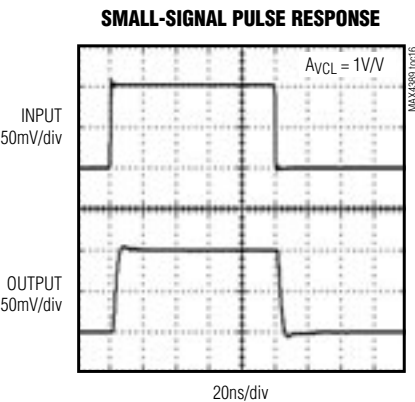 SMALL-SIGNAL PULSE RESPONSE
AVCL = 1V/V
MAX4389 toc16
INPUT
50mV/div
OUTPUT
50mV/div
20ns/div